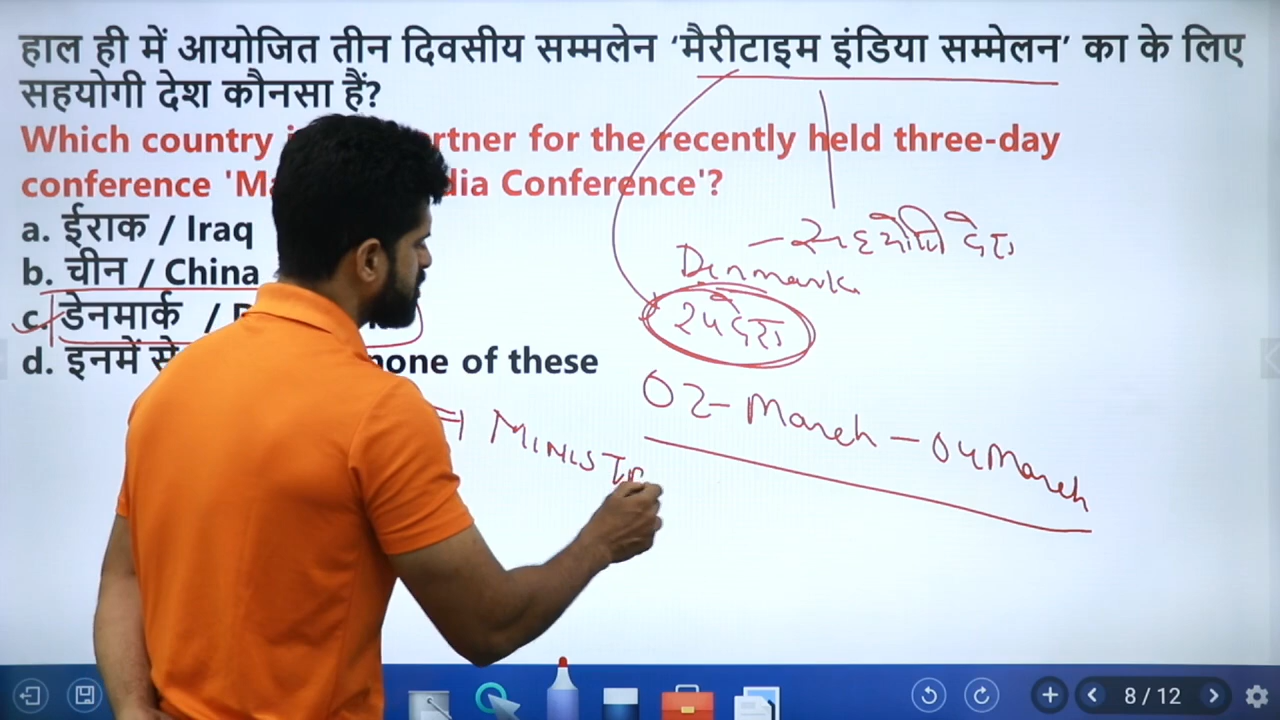 हाल ही में आयोजित तीन दिवसीय सम्मलेन ‘मैरीटाइम इंडिया सम्मेलन’ का के लिए
सहयोगी देश कौनसा हैं?
Which country rtner for the recently held three-day
conference 'Ma dia Conference'?
a. ईराक / Iraq
b. चीन / China
c. डेनमार्क /
d. इनमें से none of these
– सहयोगी देश
Denmark
24 देश
02 – March – 04 March
⇒ MINISTR
8 / 12